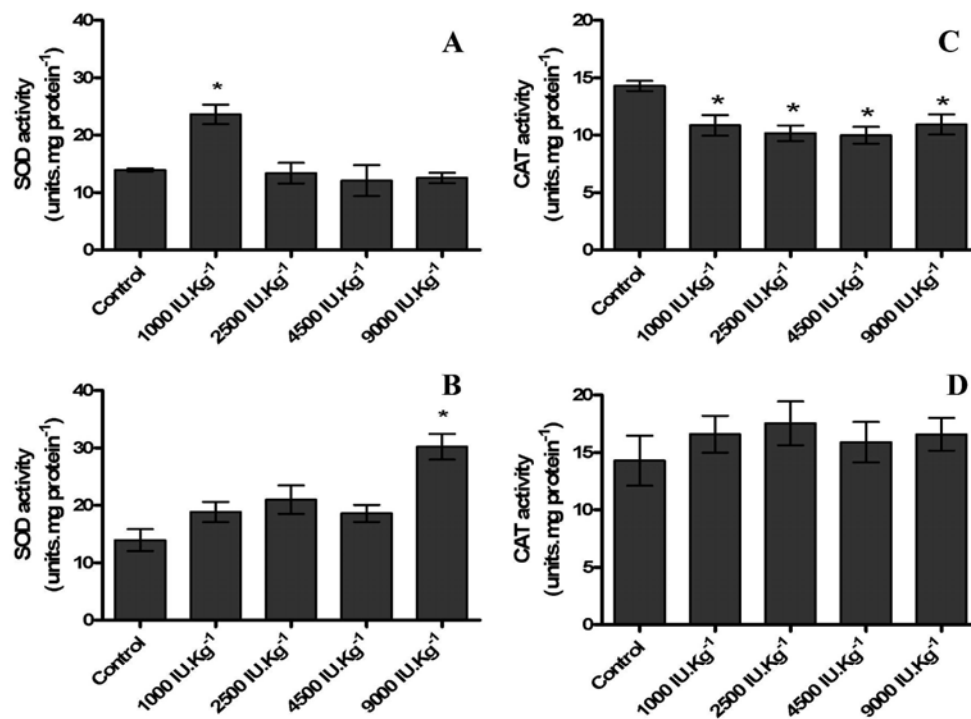 A
SOD activity
(units.mg protein⁻¹)
40
30
20
10
0
*
Control
1000 IU.Kg⁻¹
2500 IU.Kg⁻¹
4500 IU.Kg⁻¹
9000 IU.Kg⁻¹
C
CAT activity
(units.mg protein⁻¹)
20
15
10
5
0
* * * *
Control
1000 IU.Kg⁻¹
2500 IU.Kg⁻¹
4500 IU.Kg⁻¹
9000 IU.Kg⁻¹
B
SOD activity
(units.mg protein⁻¹)
40
30
20
10
0
*
Control
1000 IU.Kg⁻¹
2500 IU.Kg⁻¹
4500 IU.Kg⁻¹
9000 IU.Kg⁻¹
D
CAT activity
(units.mg protein⁻¹)
20
15
10
5
0
Control
1000 IU.Kg⁻¹
2500 IU.Kg⁻¹
4500 IU.Kg⁻¹
9000 IU.Kg⁻¹